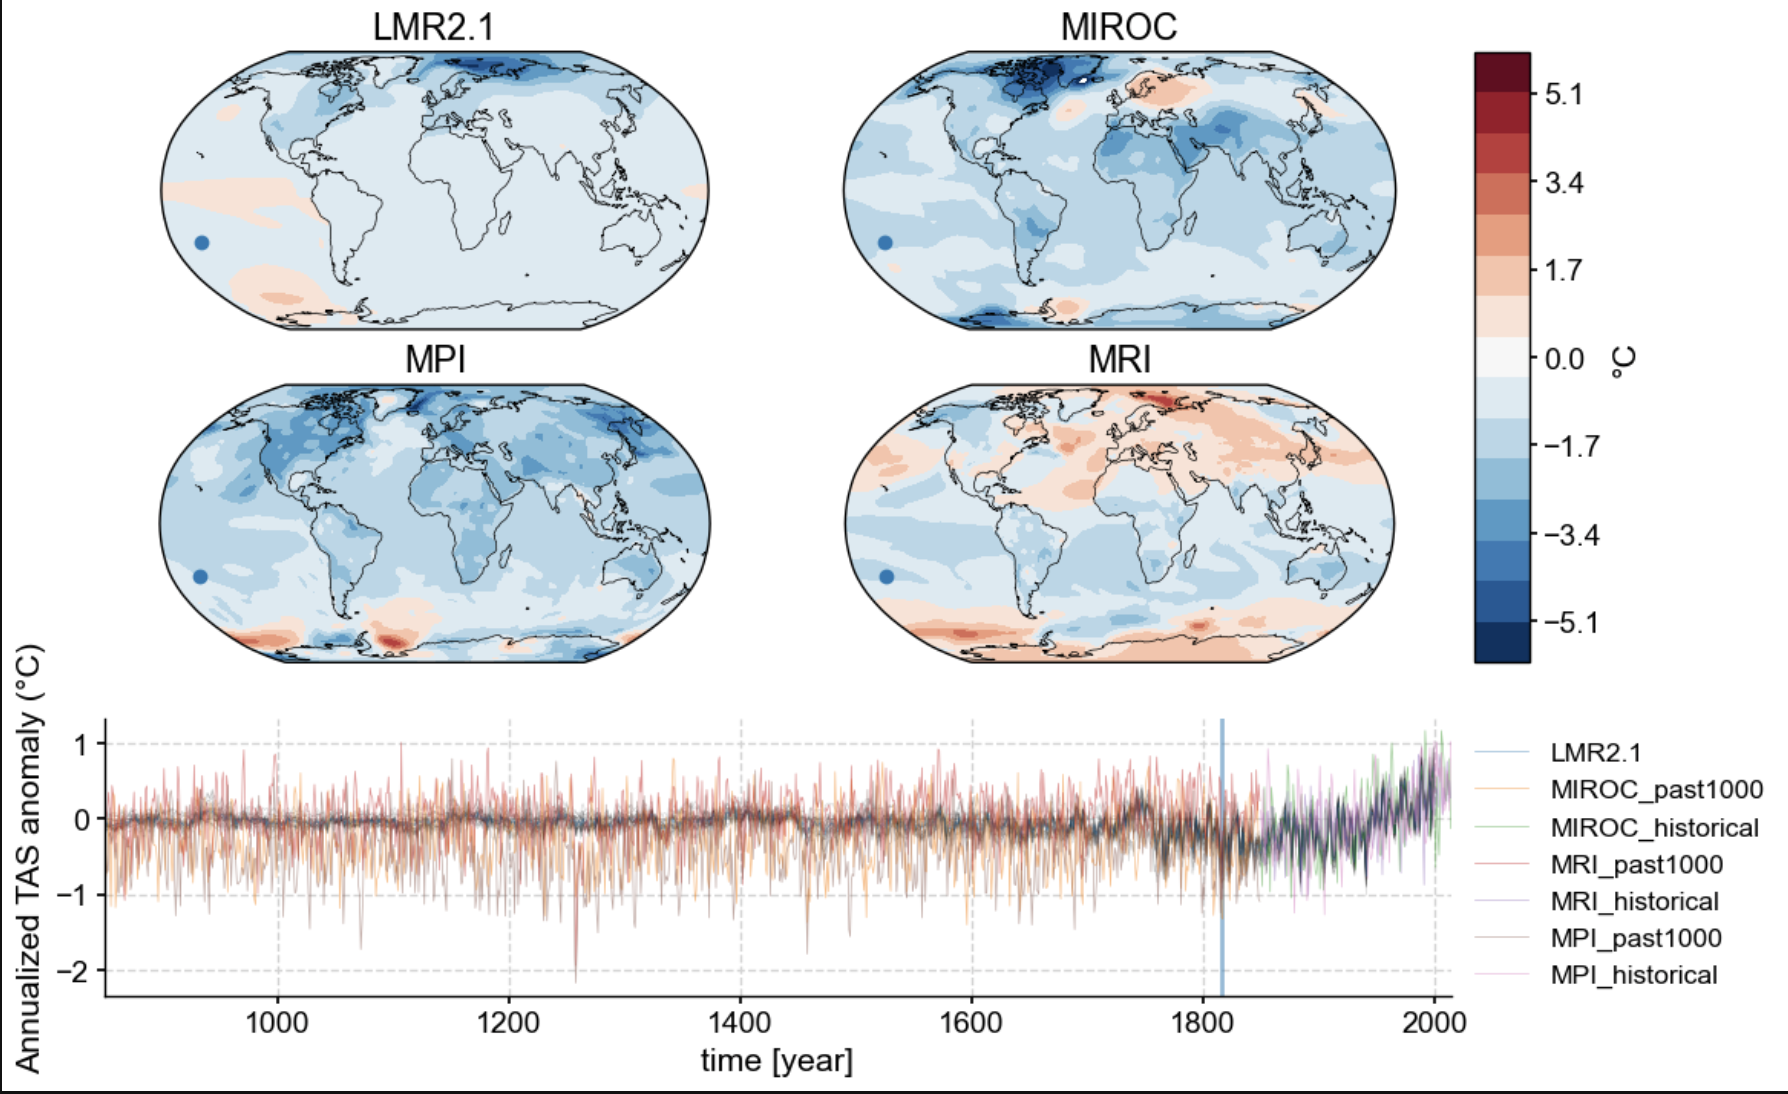 LMR2.1
MIROC
MPI
MRI
5.1
3.4
1.7
0.0
−1.7
−3.4
−5.1
°C
Annualized TAS anomaly (°C)
1
0
−1
−2
1000
1200
1400
1600
1800
2000
time [year]
LMR2.1
MIROC_past1000
MIROC_historical
MRI_past1000
MRI_historical
MPI_past1000
MPI_historical